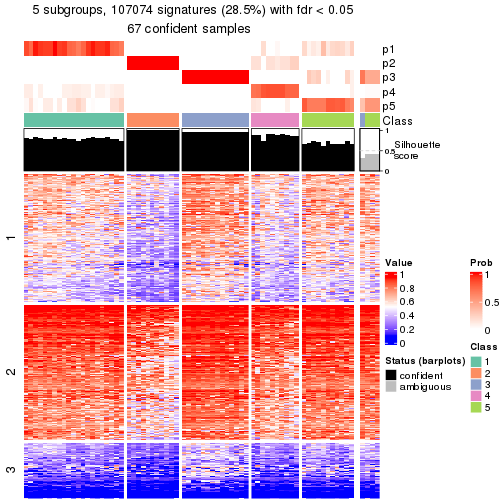 5 subgroups, 107074 signatures (28.5%) with fdr < 0.05
67 confident samples
p1
p2
p3
p4
p5
Class
1
0.5
0
Silhouette
score
1
2
3
Value
1
0.8
0.6
0.4
0.2
0
Prob
1
0.5
0
Status (barplots)
confident
ambiguous
Class
1
2
3
4
5